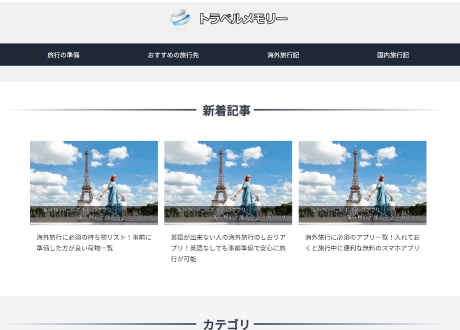 トラベルメモリー
旅行の準備
おすすめの旅行先
海外旅行記
国内旅行記
新着記事
海外旅行に必須の持ち物リスト！事前に
準備した方が良い荷物一覧
英語が出来ない人の海外旅行のしおりア
プリ！英語なしでも事前準備で安心に旅
行が可能
海外旅行に必須のアプリ一覧！入れてお
くと旅行中に便利な無料のスマホアプリ
カテゴリ